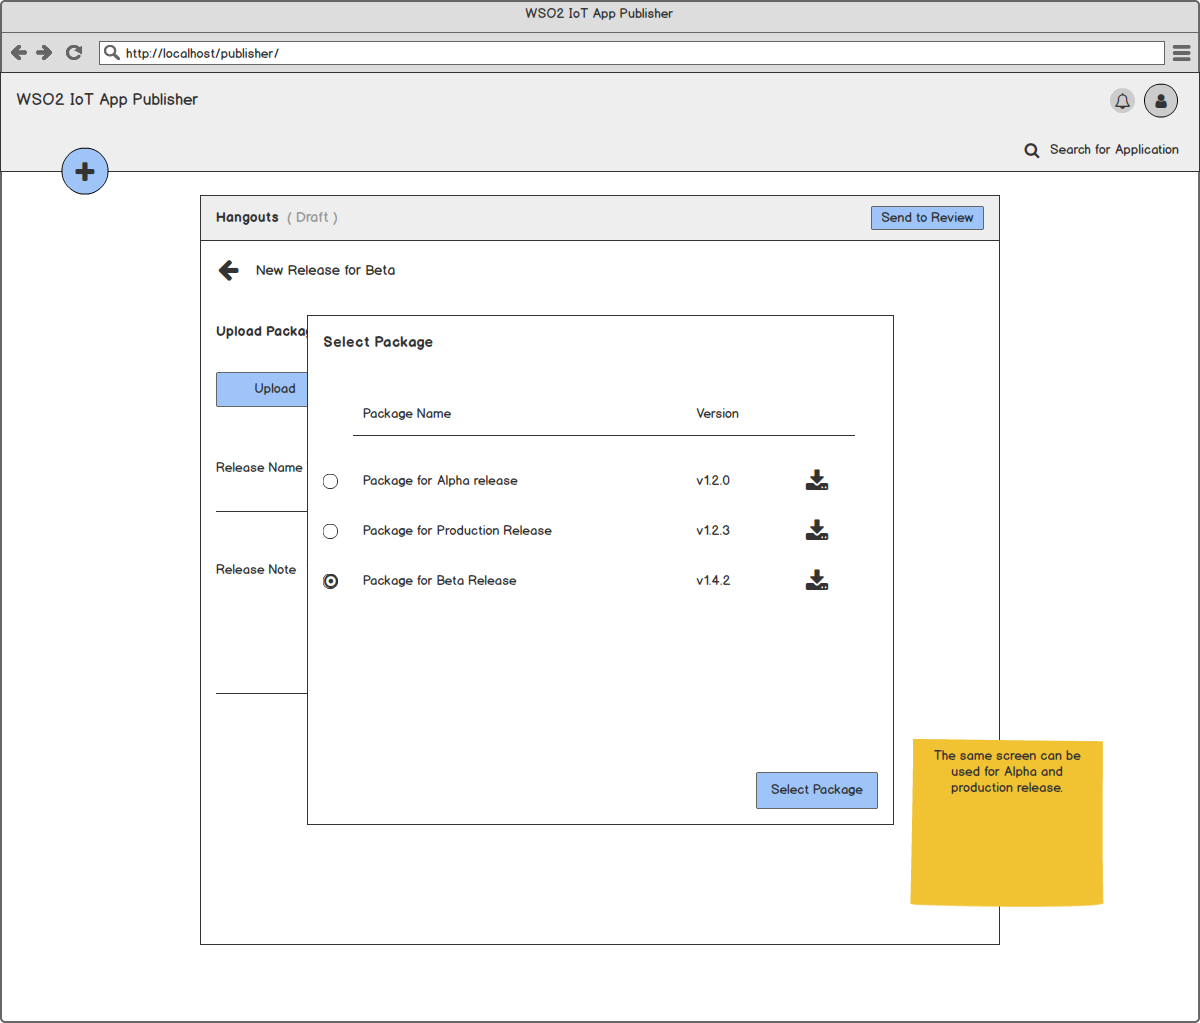 WSO2 IoT App Publisher
http://localhost/publisher/
WSO2 IoT App Publisher
Search for Application
Hangouts ( Draft )
Send to Review
New Release for Beta
Upload
Select Package
Upload
Package Name Version
Release Name
Package for Alpha release v1.2.0
Package for Production Release v1.2.3
Release Note
Package for Beta Release v1.4.2
The same screen can be
used for Alpha and
production release.
Select Package